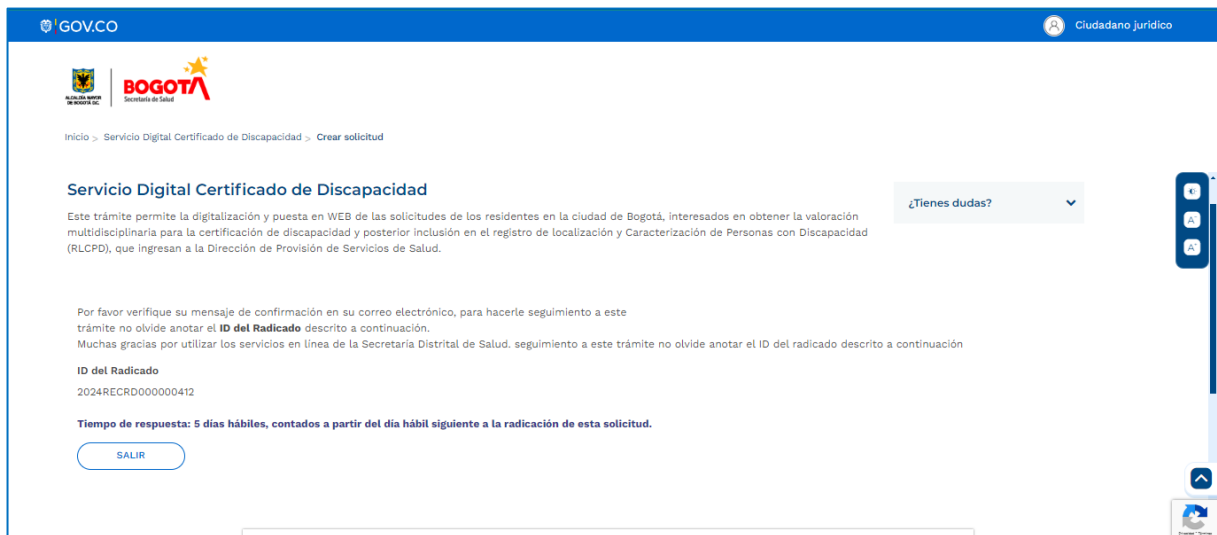 GOV.CO
Ciudadano juridico
ALCALDÍA MAYOR
DE BOGOTÁ D.C.
BOGOTÁ
Secretaría de Salud
Inicio > Servicio Digital Certificado de Discapacidad > Crear solicitud
Servicio Digital Certificado de Discapacidad
Este trámite permite la digitalización y puesta en WEB de las solicitudes de los residentes en la ciudad de Bogotá, interesados en obtener la valoración
multidisciplinaria para la certificación de discapacidad y posterior inclusión en el registro de localización y Caracterización de Personas con Discapacidad
(RLCPD), que ingresan a la Dirección de Provisión de Servicios de Salud.
¿Tienes dudas?
Por favor verifique su mensaje de confirmación en su correo electrónico, para hacerle seguimiento a este
trámite no olvide anotar el ID del Radicado descrito a continuación.
Muchas gracias por utilizar los servicios en línea de la Secretaría Distrital de Salud. seguimiento a este trámite no olvide anotar el ID del radicado descrito a continuación
ID del Radicado
2024RECRD000000412
Tiempo de respuesta: 5 días hábiles, contados a partir del día hábil siguiente a la radicación de esta solicitud.
SALIR